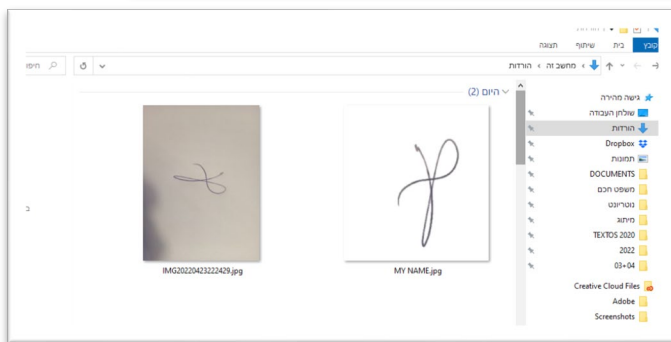 קובץ בית שיתוף תצוגה
מחשב זה › הורדות
היום (2)
IMG20220423222429.jpg
MY NAME.jpg
גישה מהירה
שולחן העבודה
הורדות
Dropbox
תמונות
DOCUMENTS
משפט חכם
נוטריונט
מיתוג
TEXTOS 2020
2022
03+04
Creative Cloud Files
Adobe
Screenshots